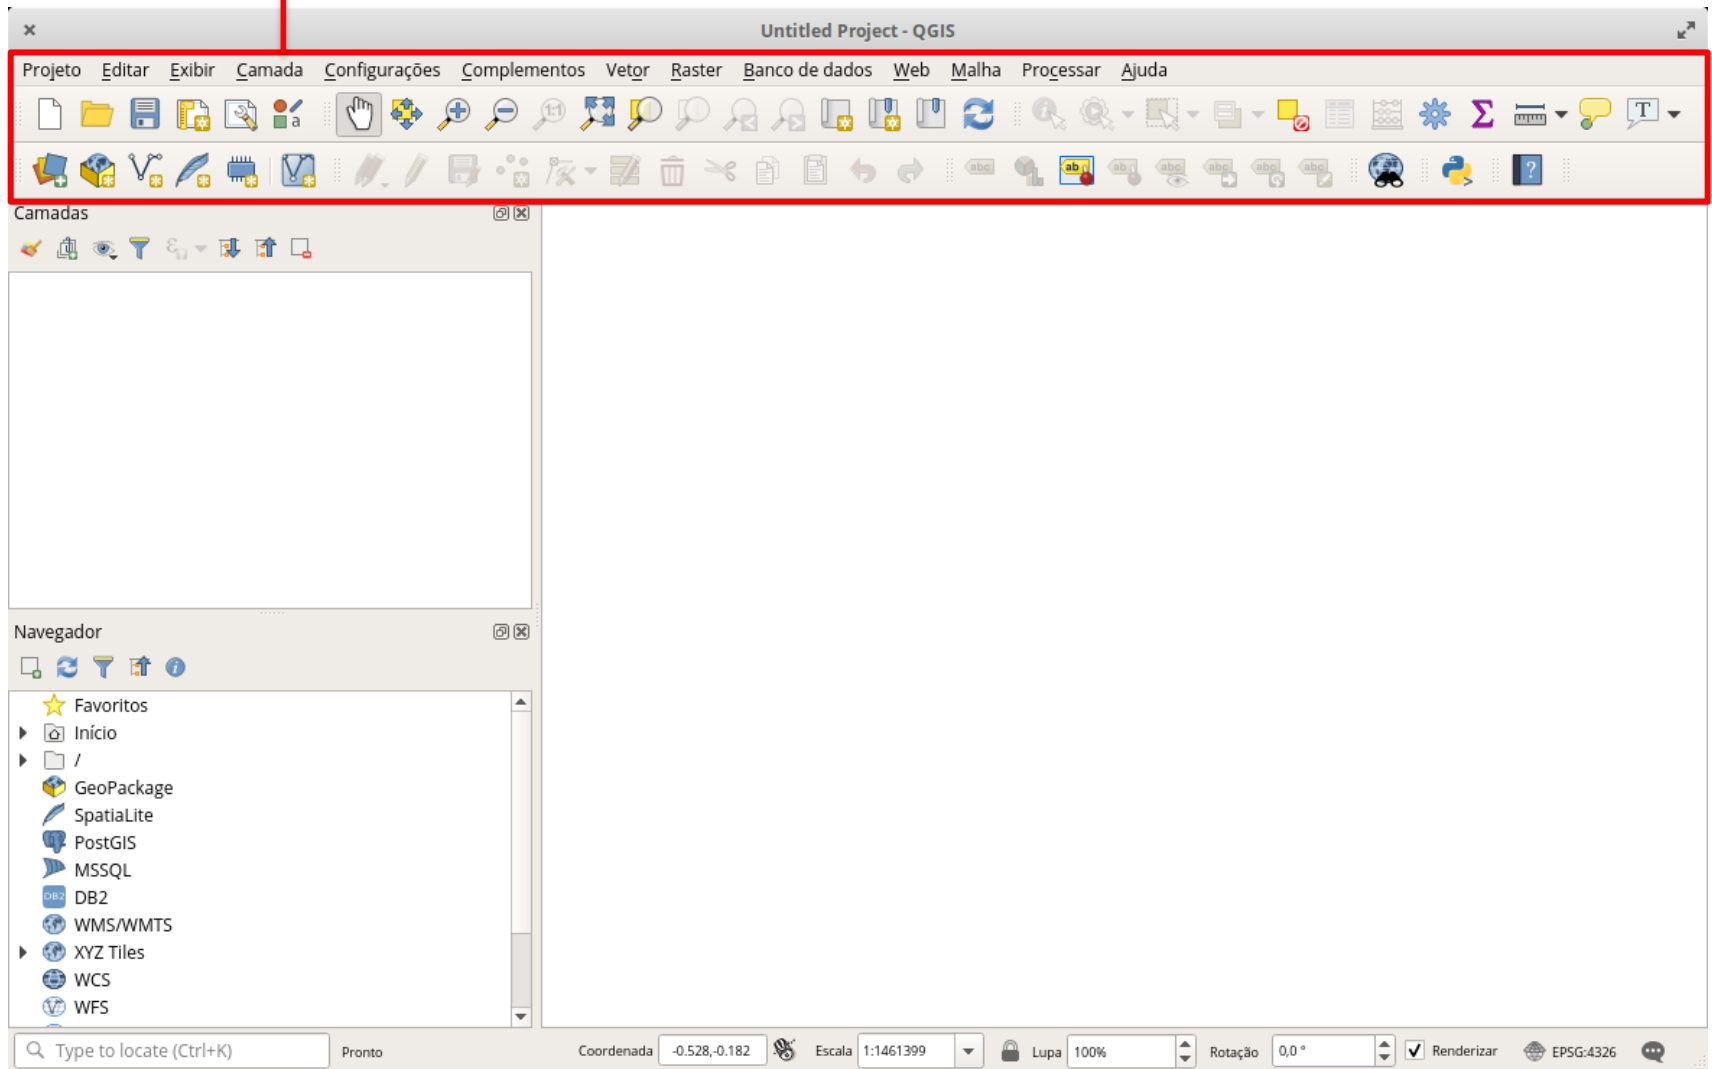 Untitled Project - QGIS
Projeto Editar Exibir Camada Configurações Complementos Vetor Raster Banco de dados Web Malha Processar Ajuda
Camadas
Navegador
Favoritos
Início
/
GeoPackage
SpatiaLite
PostGIS
MSSQL
DB2 DB2
WMS/WMTS
XYZ Tiles
WCS
WFS
Type to locate (Ctrl+K) Pronto Coordenada -0.528,-0.182 Escala 1:1461399 Lupa 100% Rotação 0,0 ° Renderizar EPSG:4326